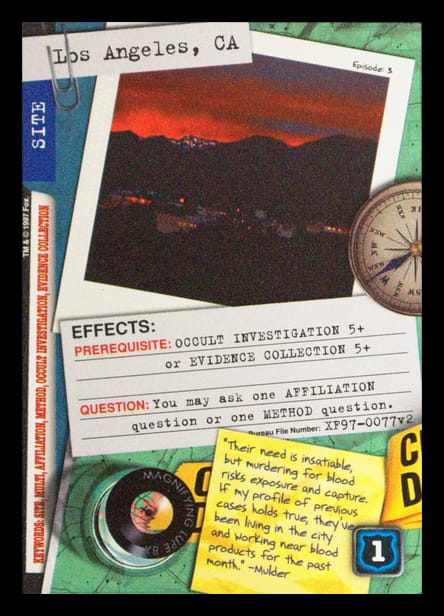 Los Angeles, CA
Episode: 3
SITE
TM & © 1997 Fox.
KEYWORDS: SITE, MULTI, AFFILIATION, METHOD, OCCULT INVESTIGATION, EVIDENCE COLLECTION
EFFECTS:
PREREQUISITE: OCCULT INVESTIGATION 5+
or EVIDENCE COLLECTION 5+
QUESTION: You may ask one AFFILIATION
question or one METHOD question.
Bureau File Number: XF97-0077v2
"Their need is insatiable,
but murdering for blood
risks exposure and capture.
If my profile of previous
cases holds true, they've
been living in the city
and working near blood
products for the past
month." -Mulder
MAGNIFYING LUPE 8X
1